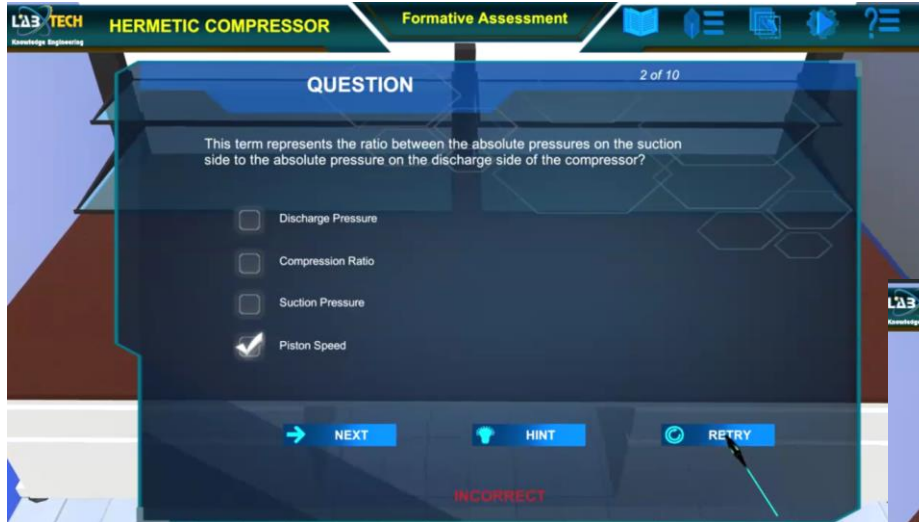 LAB TECH
Knowledge Engineering
HERMETIC COMPRESSOR
Formative Assessment
?
QUESTION
2 of 10
This term represents the ratio between the absolute pressures on the suction
side to the absolute pressure on the discharge side of the compressor?
Discharge Pressure
Compression Ratio
Suction Pressure
Piston Speed
NEXT
HINT
RETRY
INCORRECT
LAB
Knowledge